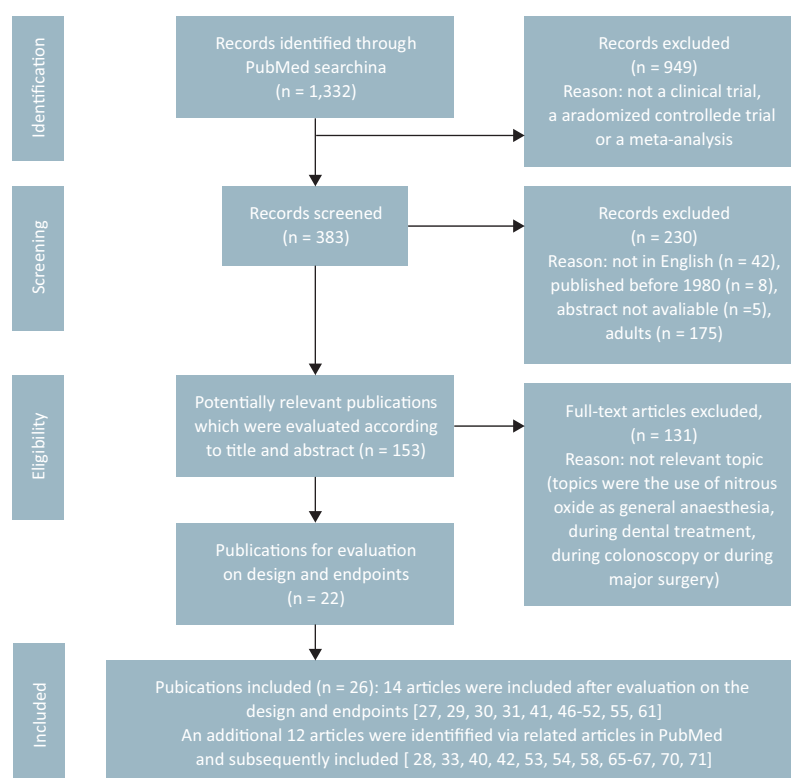 Identification
Records identified through
PubMed searchina
(n = 1,332)
Records excluded
(n = 949)
Reason: not a clinical trial,
a aradomized controllede trial
or a meta-analysis
Screening
Records screened
(n = 383)
Records excluded
(n = 230)
Reason: not in English (n = 42),
published before 1980 (n = 8),
abstract not avaliable (n =5),
adults (n = 175)
Eligibility
Potentially relevant publications
which were evaluated according
to title and abstract (n = 153)
Full-text articles excluded,
(n = 131)
Reason: not relevant topic
(topics were the use of nitrous
oxide as general anaesthesia,
during dental treatment,
during colonoscopy or during
major surgery)
Publications for evaluation
on design and endpoints
(n = 22)
Included
Pubications included (n = 26): 14 articles were included after evaluation on the
design and endpoints [27, 29, 30, 31, 41, 46-52, 55, 61]
An additional 12 articles were identifified via related articles in PubMed
and subsequently included [ 28, 33, 40, 42, 53, 54, 58, 65-67, 70, 71]